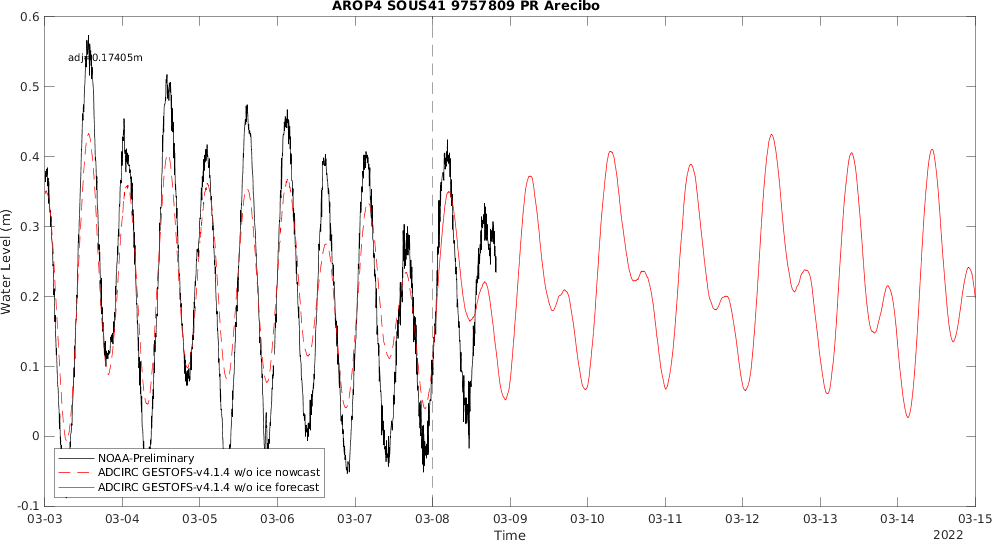 AROP4 SOUS41 9757809 PR Arecibo
adj=0.17405m
Water Level (m)
0.6
0.5
0.4
0.3
0.2
0.1
0
-0.1
NOAA-Preliminary
ADCIRC GESTOFS-v4.1.4 w/o ice nowcast
ADCIRC GESTOFS-v4.1.4 w/o ice forecast
03-03 03-04 03-05 03-06 03-07 03-08 03-09 03-10 03-11 03-12 03-13 03-14 03-15
Time
2022